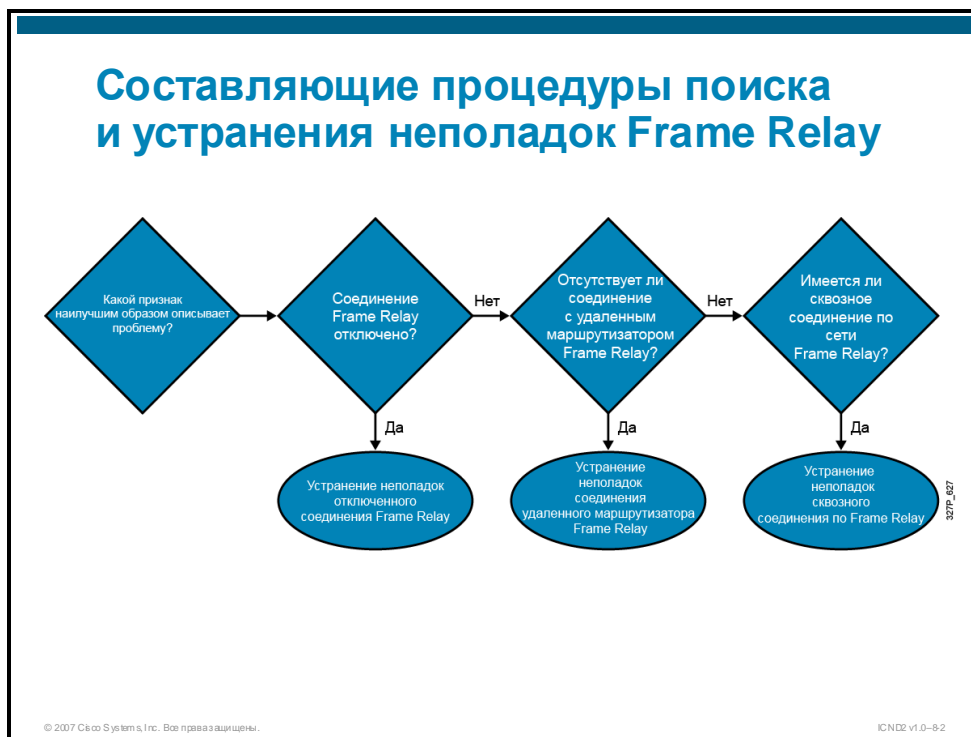 Составляющие процедуры поиска
и устранения неполадок Frame Relay
Какой признак
наилучшим образом описывает
проблему?
Соединение
Frame Relay
отключено?
Нет
Отсутствует ли
соединение
с удаленным
маршрутизатором
Frame Relay?
Нет
Имеется ли
сквозное
соединение по
сети
Frame Relay?
Да
Да
Да
Устранение неполадок
отключенного
соединения Frame Relay
Устранение
неполадок
соединения
удаленного маршрутизатора
Frame Relay
Устранение
неполадок
сквозного
соединения по Frame Relay
327P_627
© 2007 Cisco Systems, Inc. Все права защищены.
ICND2 v1.0–8-2